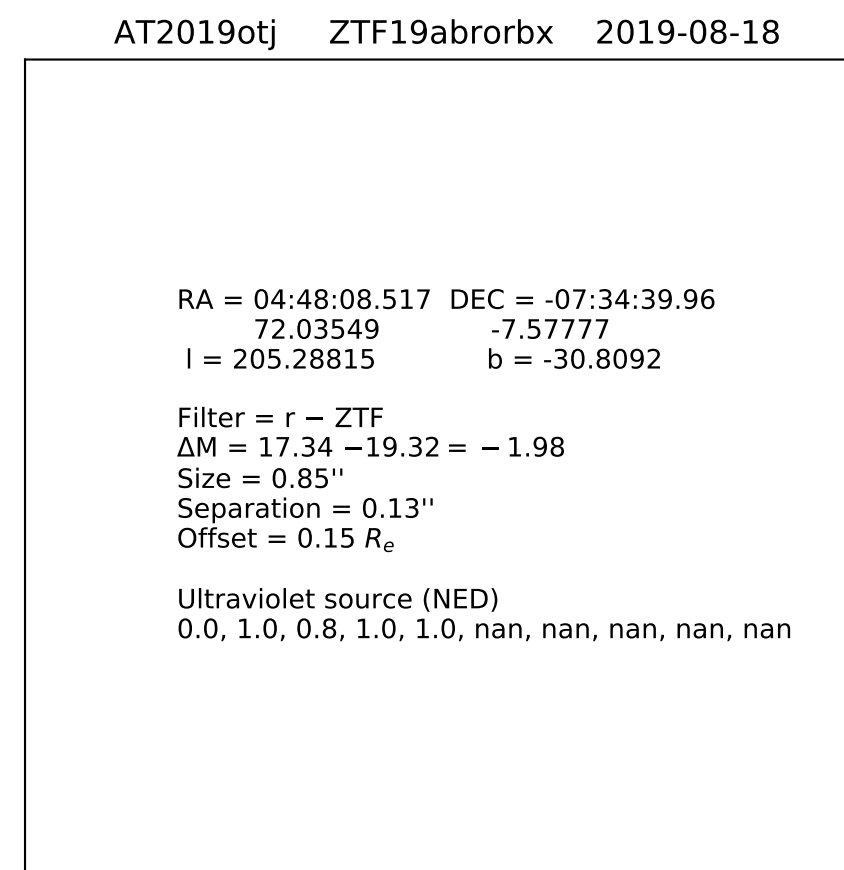 AT2019otj ZTF19abrorbx 2019-08-18
RA = 04:48:08.517 DEC = -07:34:39.96
72.03549 -7.57777
l = 205.28815 b = -30.8092
Filter = r − ZTF
ΔM = 17.34 −19.32 = − 1.98
Size = 0.85''
Separation = 0.13''
Offset = 0.15 Re
Ultraviolet source (NED)
0.0, 1.0, 0.8, 1.0, 1.0, nan, nan, nan, nan, nan